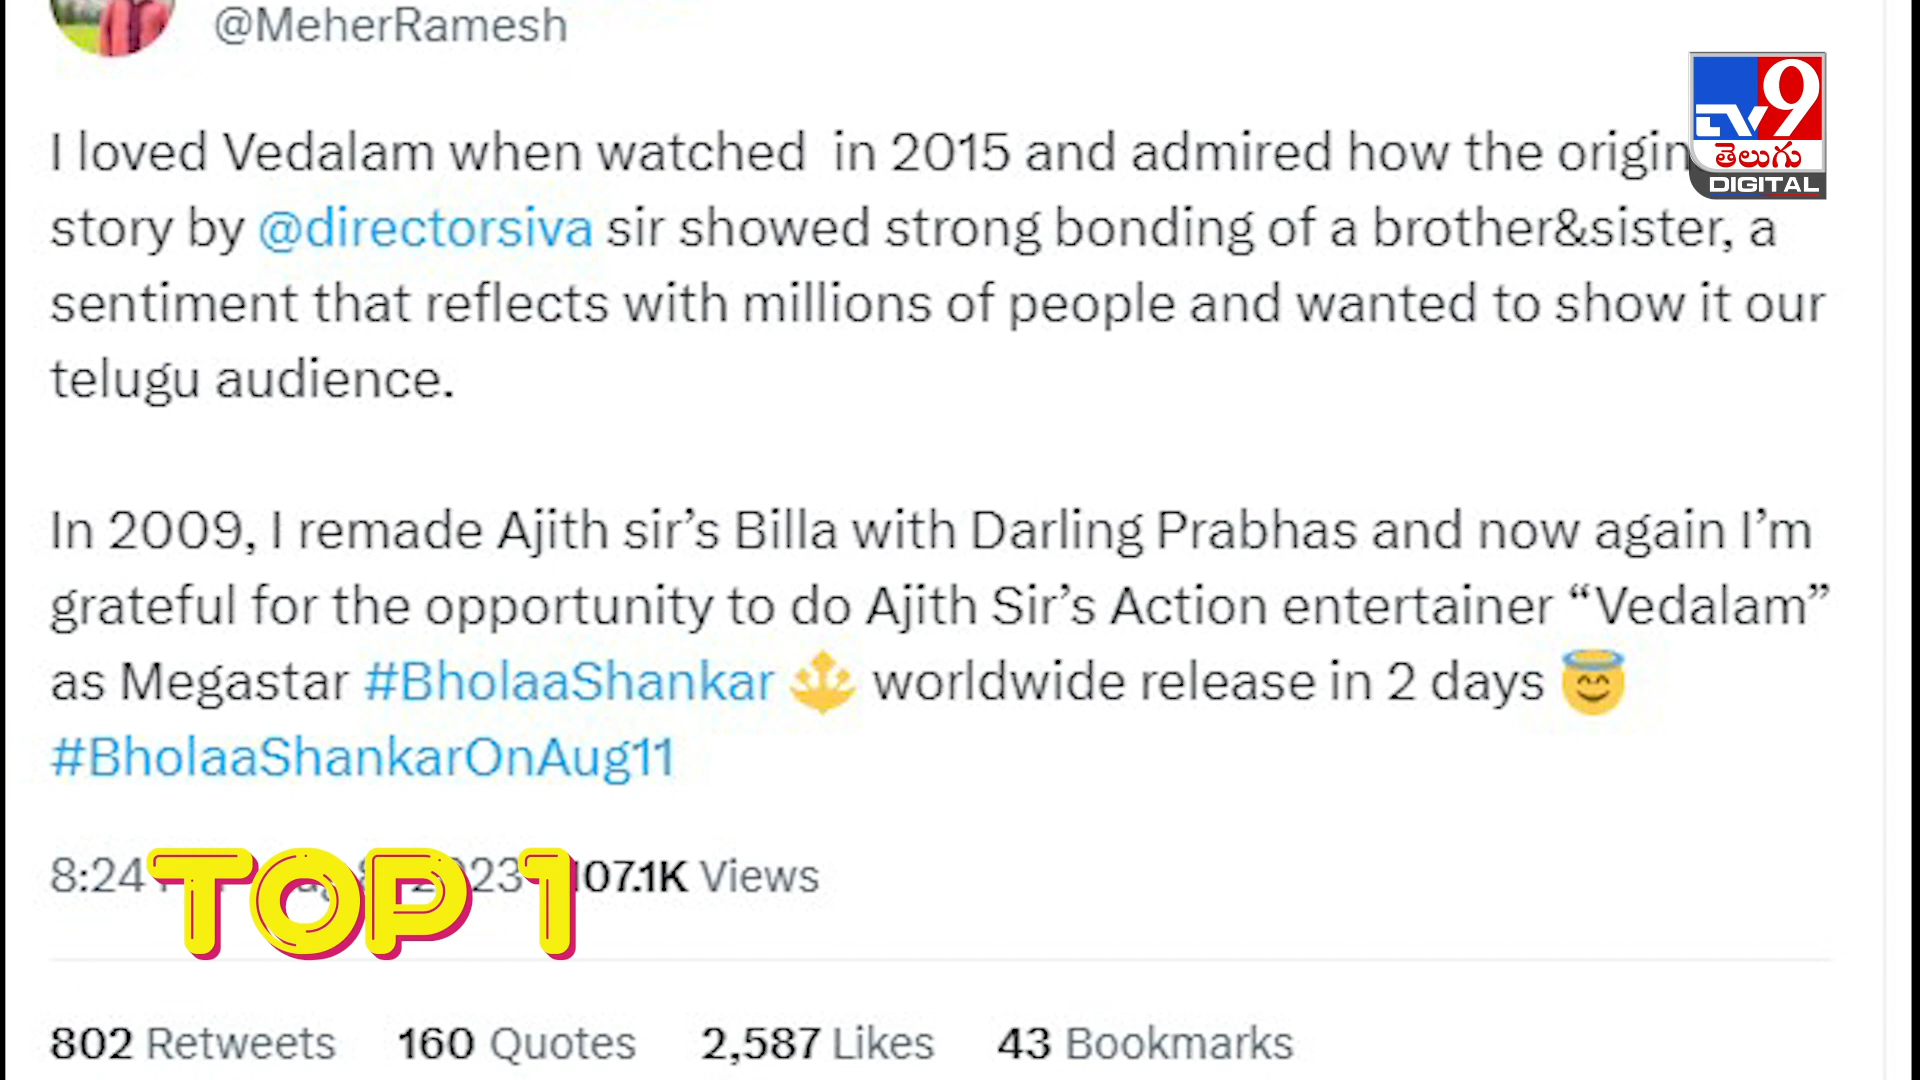 @MeherRamesh
I loved Vedalam when watched in 2015 and admired how the
story by @directorsiva sir showed strong bonding of a brother&sister, a
sentiment that reflects with millions of people and wanted to show it our
telugu audience.
In 2009, I remade Ajith sir’s Billa with Darling Prabhas and now again I’m
grateful for the opportunity to do Ajith Sir’s Action entertainer “Vedalam”
as Megastar #BholaaShankar 🔱 worldwide release in 2 days 😇
#BholaaShankarOnAug11
8:24 107.1K Views
TOP 1
802 Retweets 160 Quotes 2,587 Likes 43 Bookmarks
TV9
తెలుగు
DIGITAL